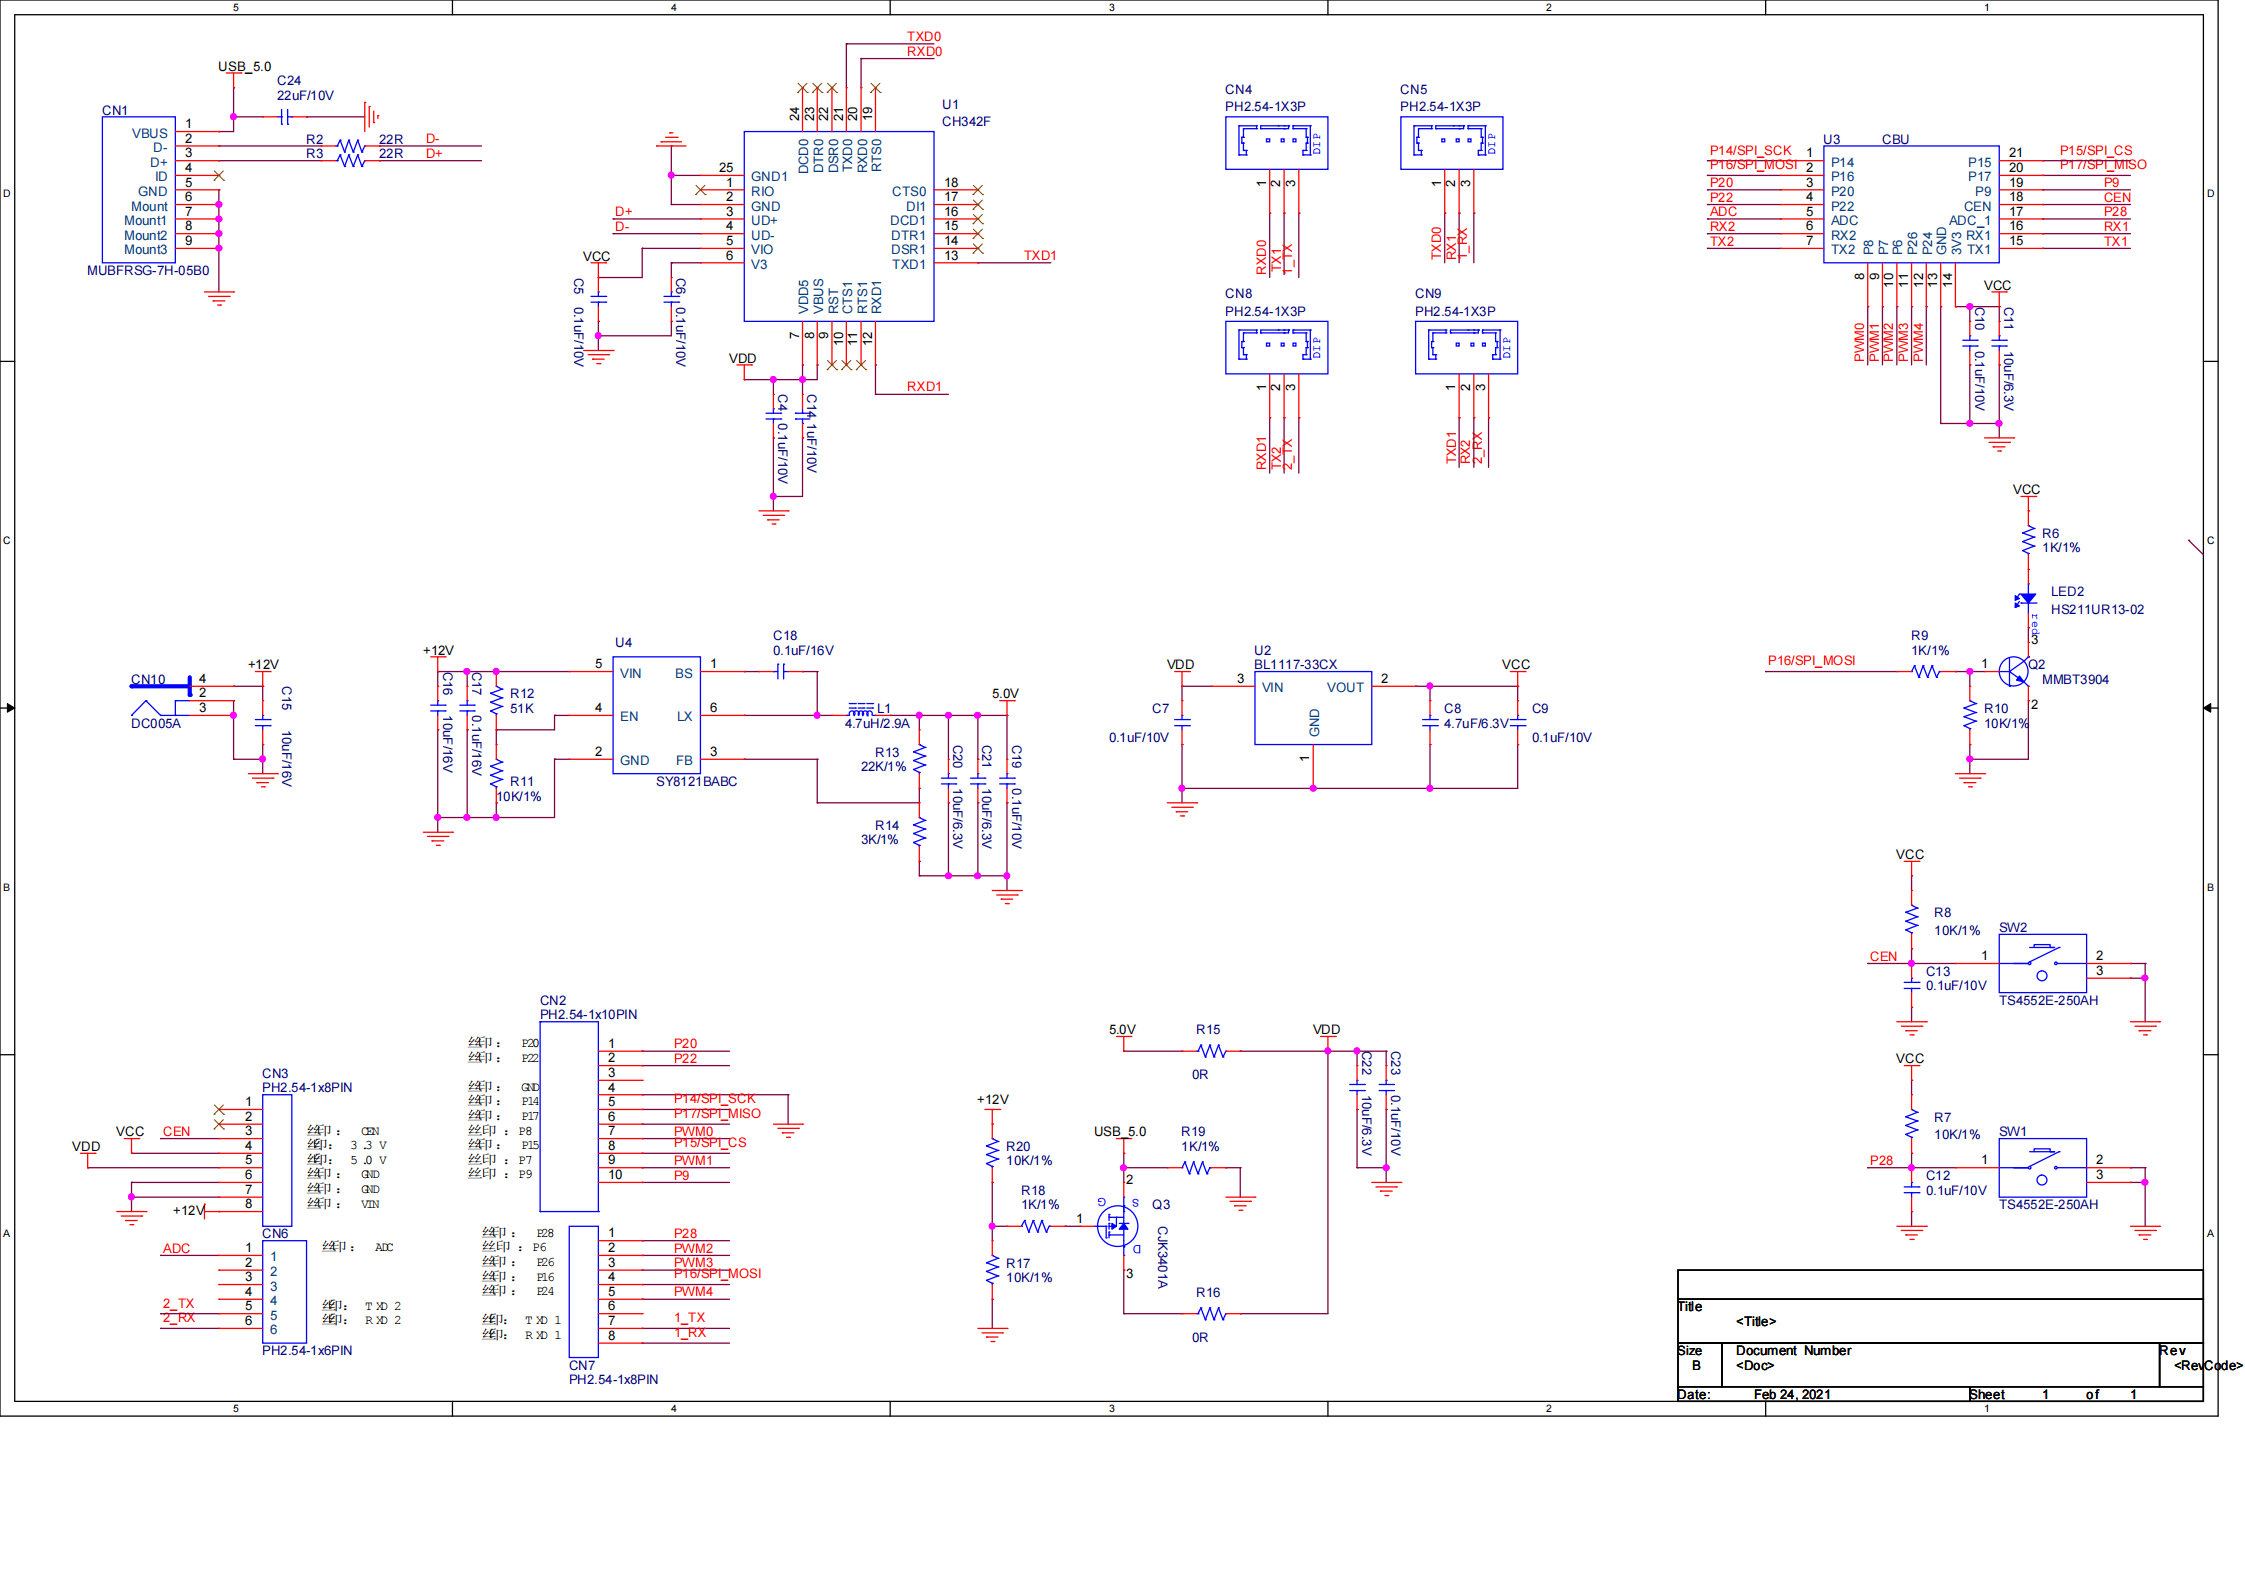 5 4 3 2 1
D
C
B
A
USB_5.0
C24
22uF/10V
CN1
VBUS 1
D- 2 R2 22R D-
D+ 3 R3 22R D+
ID 4
GND 5
Mount 6
Mount1 7
Mount2 8
Mount3 9
MUBFRSG-7H-05B0
TXD0
RXD0
U1
CH342F
24 23 22 21 20 19
DCD0 DTR0 DSR0 TXD0 RXD0 RTS0
25 GND1
1 RIO
2 GND
D+ 3 UD+
D- 4 UD-
5 VIO
6 V3
CTS0 18
DI1 17
DCD1 16
DTR1 15
DSR1 14
TXD1 13 TXD1
VDD5 VBUS RST CTS1 RTS1 RXD1
7 8 9 10 11 12
RXD1
VCC
C5 0.1uF/10V
C6 0.1uF/10V
VDD
C4 0.1uF/10V
C14 1uF/10V
CN4
PH2.54-1X3P
DIP
1 2 3
RXD0 TX1 1_TX
CN5
PH2.54-1X3P
DIP
1 2 3
TXD0 RX1 1_RX
CN8
PH2.54-1X3P
DIP
1 2 3
RXD1 TX2 2_TX
CN9
PH2.54-1X3P
DIP
1 2 3
TXD1 RX2 2_RX
U3 CBU
P14/SPI_SCK 1 P14
P16/SPI_MOSI 2 P16
P20 3 P20
P22 4 P22
ADC 5 ADC
RX2 6 RX2
TX2 7 TX2
P15 21 P15/SPI_CS
P17 20 P17/SPI_MISO
P9 19 P9
CEN 18 CEN
ADC_1 17 P28
RX1 16 RX1
TX1 15 TX1
P8 P7 P6 P26 P24 GND 3V3
8 9 10 11 12 13 14
PWM0 PWM1 PWM2 PWM3 PWM4
VCC
C10 0.1uF/10V
C11 10uF/6.3V
VCC
R6
1K/1%
LED2
HS211UR13-02
red
3
R9
1K/1%
P16/SPI_MOSI
1
Q2
MMBT3904
2
R10
10K/1%
CN10
DC005A
4
2
3
+12V
C15 10uF/16V
+12V
C16 10uF/16V
C17 0.1uF/16V
R12
51K
R11
10K/1%
U4
5 VIN
4 EN
2 GND
BS 1
LX 6
FB 3
SY8121BABC
C18
0.1uF/16V
L1
4.7uH/2.9A
5.0V
R13
22K/1%
R14
3K/1%
C20 10uF/6.3V
C21 10uF/6.3V
C19 0.1uF/10V
VDD
C7
0.1uF/10V
U2
BL1117-33CX
3 VIN VOUT 2
GND
1
VCC
C8
4.7uF/6.3V
C9
0.1uF/10V
VCC
R8
10K/1%
CEN
C13
0.1uF/10V
SW2
1
2
3
TS4552E-250AH
VCC
R7
10K/1%
P28
C12
0.1uF/10V
SW1
1
2
3
TS4552E-250AH
CN2
PH2.54-1x10PIN
丝印： P20 1 P20
丝印： P22 2 P22
3
丝印： GND 4
丝印： P14 5 P14/SPI_SCK
丝印： P17 6 P17/SPI_MISO
丝印： P8 7 PWM0
丝印： P15 8 P15/SPI_CS
丝印： P7 9 PWM1
丝印： P9 10 P9
CN3
PH2.54-1x8PIN
1
2
CEN 3 丝印： CEN
VCC 4 丝印： 3.3V
VDD 5 丝印： 5.0V
6 丝印： GND
7 丝印： GND
+12V 8 丝印： VIN
CN6
ADC 1 1 丝印： ADC
2 2
3 3
4 4
2_TX 5 5 丝印： TXD2
2_RX 6 6 丝印： RXD2
PH2.54-1x6PIN
丝印： P28 1 P28
丝印： P6 2 PWM2
丝印： P26 3 PWM3
丝印： P16 4 P16/SPI_MOSI
丝印： P24 5 PWM4
6
丝印： TXD1 7 1_TX
丝印： RXD1 8 1_RX
CN7
PH2.54-1x8PIN
5.0V
R15
0R
VDD
C22 10uF/6.3V
C23 0.1uF/10V
+12V
R20
10K/1%
R18
1K/1%
R17
10K/1%
USB_5.0
R19
1K/1%
2
G S
1
Q3
CJK3401A
D
3
R16
0R
Title
<Title>
Size
B
Document Number
<Doc>
Rev
<RevCode>
Date: Feb 24, 2021
Sheet 1 of 1
5 4 3 2 1
D
C
B
A